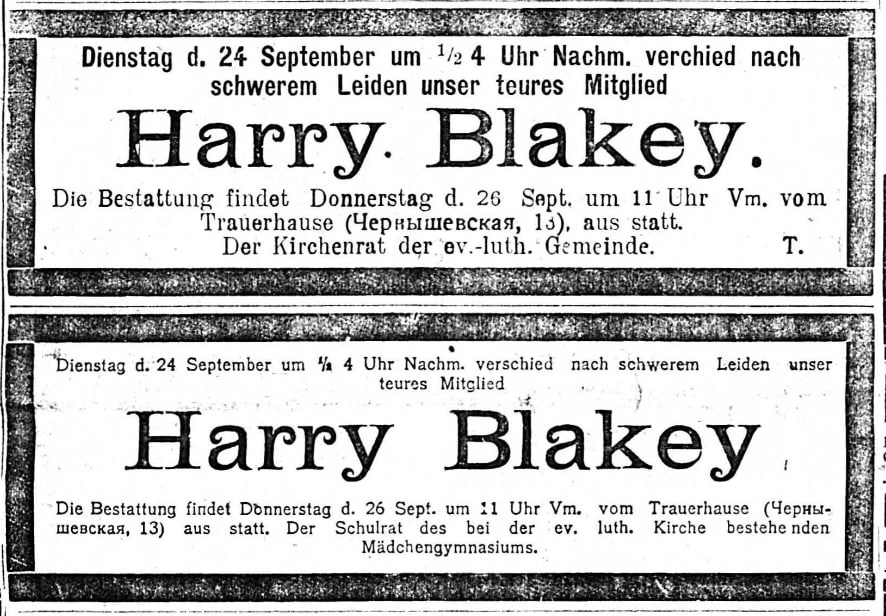 Dienstag d. 24 September um ½ 4 Uhr Nachm. verchied nach
schwerem Leiden unser teures Mitglied
Harry Blakey.
Die Bestattung findet Donnerstag d. 26 Sept. um 11 Uhr Vm. vom
Trauerhause (Чернышевская, 13), aus statt.
Der Kirchenrat der ev.-luth. Gemeinde. T.
Dienstag d. 24 September um ½ 4 Uhr Nachm. verschied nach schwerem Leiden unser
teures Mitglied
Harry Blakey
Die Bestattung findet Donnerstag d. 26 Sept. um 11 Uhr Vm. vom Trauerhause (Черны-
шевская, 13) aus statt. Der Schulrat des bei der ev. luth. Kirche bestehenden
Mädchengymnasiums.